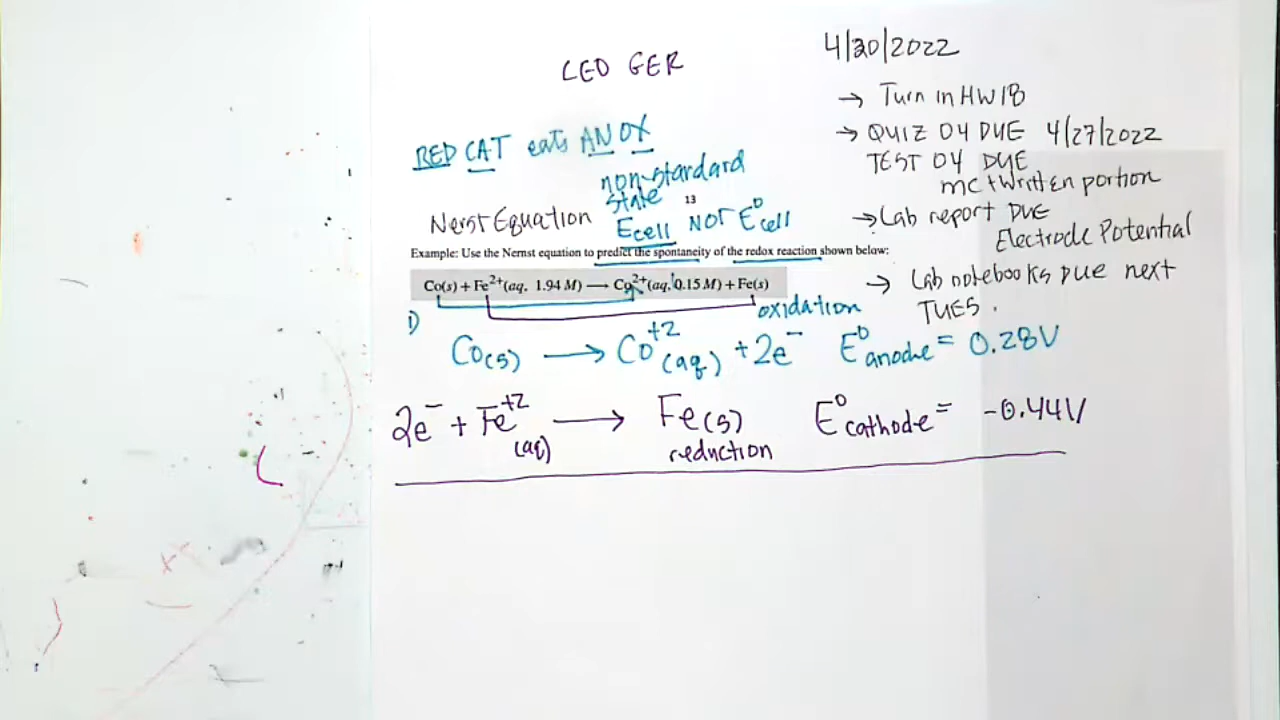 LEO GER
4/20/2022
→ Turn in HW18
→ QUIZ 04 DUE 4/27/2022
TEST 04 DUE
mc + written portion
→ Lab report DUE
Electrode Potential
→ Lab notebooks due next
TUES.
RED CAT eats AN OX
non-standard
state
13
Nerst Equation Ecell NOT E°cell
Example: Use the Nernst equation to predict the spontaneity of the redox reaction shown below:
Co(s) + Fe²⁺(aq, 1.94 M) ⟶ Co²⁺(aq, 0.15 M) + Fe(s)
oxidation
1)
Co(s) → Co⁺²(aq) + 2e⁻ E°anode = 0.28V
2e⁻ + Fe⁺²(aq) → Fe(s) E°cathode = -0.44V
reduction